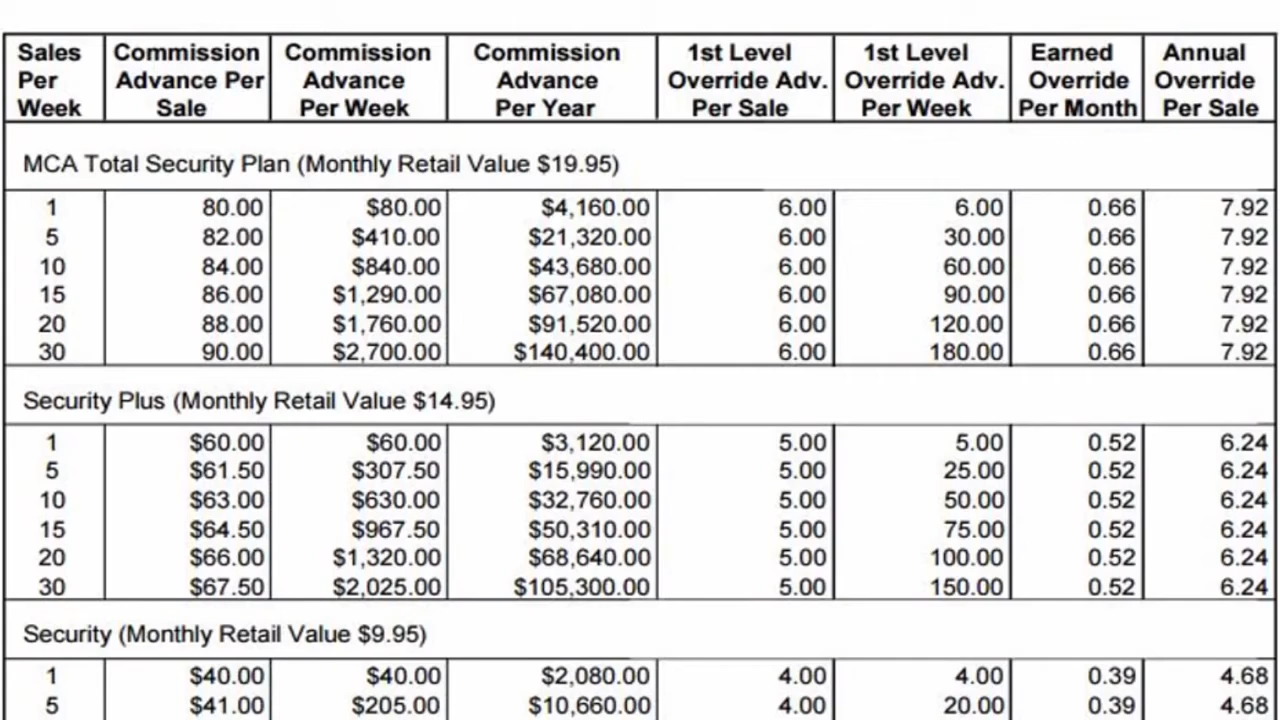 Sales Per Week | Commission Advance Per Sale | Commission Advance Per Week | Commission Advance Per Year | 1st Level Override Adv. Per Sale | 1st Level Override Adv. Per Week | Earned Override Per Month | Annual Override Per Sale
MCA Total Security Plan (Monthly Retail Value $19.95)
1 80.00 $80.00 $4,160.00 6.00 6.00 0.66 7.92
5 82.00 $410.00 $21,320.00 6.00 30.00 0.66 7.92
10 84.00 $840.00 $43,680.00 6.00 60.00 0.66 7.92
15 86.00 $1,290.00 $67,080.00 6.00 90.00 0.66 7.92
20 88.00 $1,760.00 $91,520.00 6.00 120.00 0.66 7.92
30 90.00 $2,700.00 $140,400.00 6.00 180.00 0.66 7.92
Security Plus (Monthly Retail Value $14.95)
1 $60.00 $60.00 $3,120.00 5.00 5.00 0.52 6.24
5 $61.50 $307.50 $15,990.00 5.00 25.00 0.52 6.24
10 $63.00 $630.00 $32,760.00 5.00 50.00 0.52 6.24
15 $64.50 $967.50 $50,310.00 5.00 75.00 0.52 6.24
20 $66.00 $1,320.00 $68,640.00 5.00 100.00 0.52 6.24
30 $67.50 $2,025.00 $105,300.00 5.00 150.00 0.52 6.24
Security (Monthly Retail Value $9.95)
1 $40.00 $40.00 $2,080.00 4.00 4.00 0.39 4.68
5 $41.00 $205.00 $10,660.00 4.00 20.00 0.39 4.68